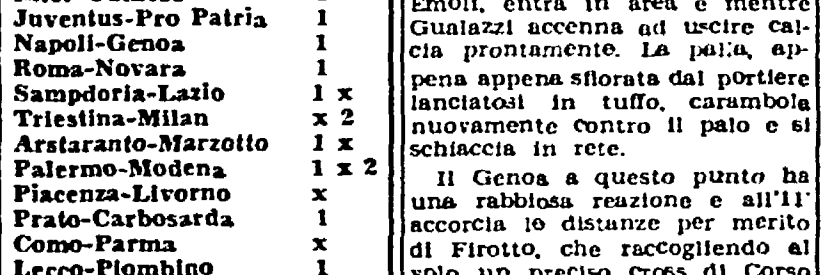 Juventus-Pro Patria 1
Napoli-Genoa 1
Roma-Novara 1
Sampdoria-Lazio 1 x
Triestina-Milan x 2
Arstaranto-Marzotto 1 x
Palermo-Modena 1 x 2
Piacenza-Livorno x
Prato-Carbosarda 1
Como-Parma x
Lecco-Piombino 1
Emoli, entra in area e mentre
Gualazzi accenna ad uscire cal-
cia prontamente. La palla, ap-
pena appena sfiorata dal portiere
lanciatosi in tuffo, carambola
nuovamente contro il palo e si
schiaccia in rete.
Il Genoa a questo punto ha
una rabbiosa reazione e all'11'
accorcia le distanze per merito
di Firotto, che raccogliendo al
volo un preciso cross di Corso